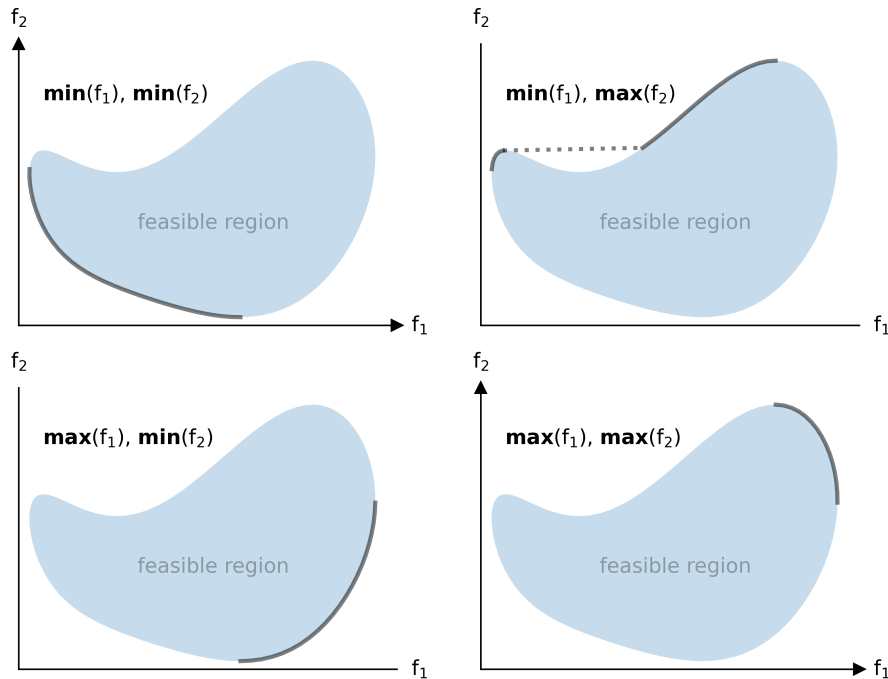 f₂
min(f₁), min(f₂)
feasible region
f₁
f₂
min(f₁), max(f₂)
feasible region
f₁
f₂
max(f₁), min(f₂)
feasible region
f₁
f₂
max(f₁), max(f₂)
feasible region
f₁